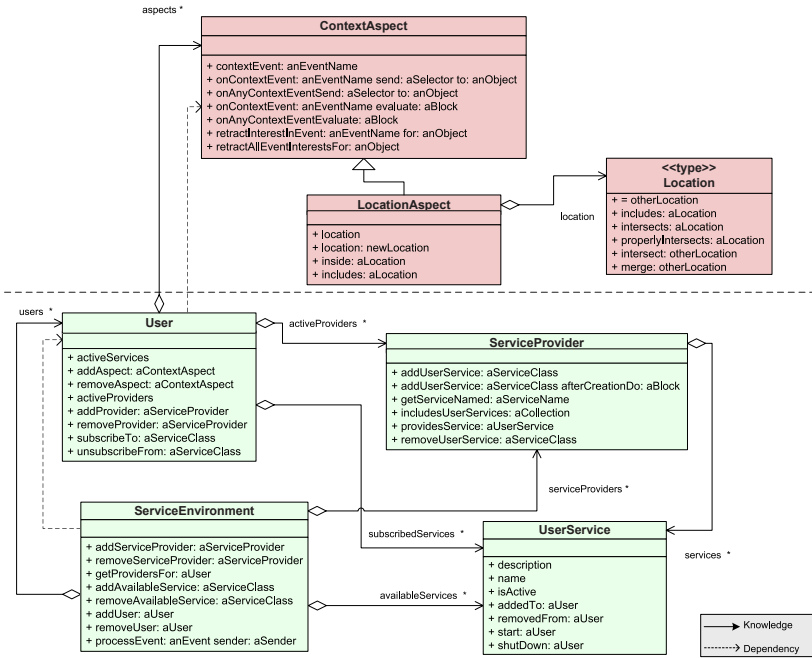 aspects *
ContextAspect
+ contextEvent: anEventName
+ onContextEvent: anEventName send: aSelector to: anObject
+ onAnyContextEventSend: aSelector to: anObject
+ onContextEvent: anEventName evaluate: aBlock
+ onAnyContextEventEvaluate: aBlock
+ retractInterestInEvent: anEventName for: anObject
+ retractAllEventInterestsFor: anObject
LocationAspect
+ location
+ location: newLocation
+ inside: aLocation
+ includes: aLocation
location
<<type>>
Location
+ = otherLocation
+ includes: aLocation
+ intersects: aLocation
+ properlyIntersects: aLocation
+ intersect: otherLocation
+ merge: otherLocation
users *
User
+ activeServices
+ addAspect: aContextAspect
+ removeAspect: aContextAspect
+ activeProviders
+ addProvider: aServiceProvider
+ removeProvider: aServiceProvider
+ subscribeTo: aServiceClass
+ unsubscribeFrom: aServiceClass
activeProviders *
ServiceProvider
+ addUserService: aServiceClass
+ addUserService: aServiceClass afterCreationDo: aBlock
+ getServiceNamed: aServiceName
+ includesUserServices: aCollection
+ providesService: aUserService
+ removeUserService: aServiceClass
serviceProviders *
ServiceEnvironment
+ addServiceProvider: aServiceProvider
+ removeServiceProvider: aServiceProvider
+ getProvidersFor: aUser
+ addAvailableService: aServiceClass
+ removeAvailableService: aServiceClass
+ addUser: aUser
+ removeUser: aUser
+ processEvent: anEvent sender: aSender
subscribedServices *
availableServices *
UserService
+ description
+ name
+ isActive
+ addedTo: aUser
+ removedFrom: aUser
+ start: aUser
+ shutDown: aUser
services *
Knowledge
Dependency